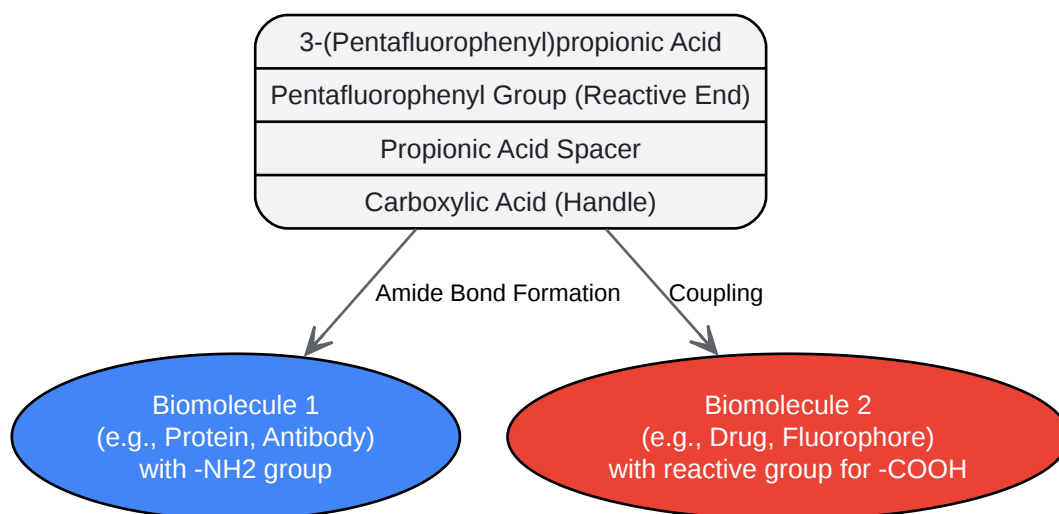 3-(Pentafluorophenyl)propionic Acid
Pentafluorophenyl Group (Reactive End)
Propionic Acid Spacer
Carboxylic Acid (Handle)
Amide Bond Formation
Coupling
Biomolecule 1
(e.g., Protein, Antibody)
with -NH2 group
Biomolecule 2
(e.g., Drug, Fluorophore)
with reactive group for -COOH